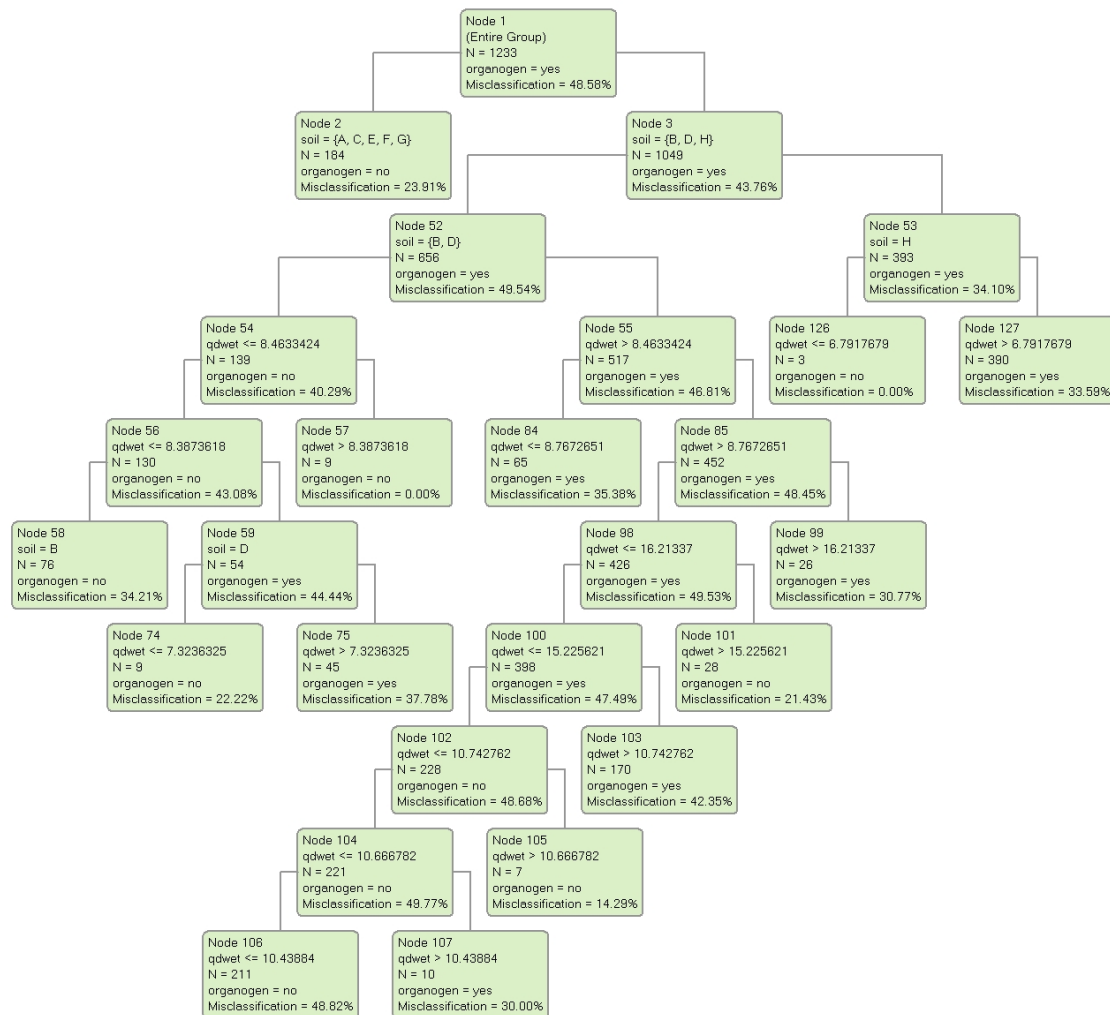 Node 1
(Entire Group)
N = 1233
organogen = yes
Misclassification = 48.58%
Node 2
soil = {A, C, E, F, G}
N = 184
organogen = no
Misclassification = 23.91%
Node 3
soil = {B, D, H}
N = 1049
organogen = yes
Misclassification = 43.76%
Node 52
soil = {B, D}
N = 656
organogen = yes
Misclassification = 49.54%
Node 53
soil = H
N = 393
organogen = yes
Misclassification = 34.10%
Node 54
qdwet <= 8.4633424
N = 139
organogen = no
Misclassification = 40.29%
Node 55
qdwet > 8.4633424
N = 517
organogen = yes
Misclassification = 46.81%
Node 126
qdwet <= 6.7917679
N = 3
organogen = no
Misclassification = 0.00%
Node 127
qdwet > 6.7917679
N = 390
organogen = yes
Misclassification = 33.59%
Node 56
qdwet <= 8.3873618
N = 130
organogen = no
Misclassification = 43.08%
Node 57
qdwet > 8.3873618
N = 9
organogen = no
Misclassification = 0.00%
Node 84
qdwet <= 8.7672651
N = 65
organogen = yes
Misclassification = 35.38%
Node 85
qdwet > 8.7672651
N = 452
organogen = yes
Misclassification = 48.45%
Node 58
soil = B
N = 76
organogen = no
Misclassification = 34.21%
Node 59
soil = D
N = 54
organogen = yes
Misclassification = 44.44%
Node 98
qdwet <= 16.21337
N = 426
organogen = yes
Misclassification = 49.53%
Node 99
qdwet > 16.21337
N = 26
organogen = yes
Misclassification = 30.77%
Node 74
qdwet <= 7.3236325
N = 9
organogen = no
Misclassification = 22.22%
Node 75
qdwet > 7.3236325
N = 45
organogen = yes
Misclassification = 37.78%
Node 100
qdwet <= 15.225621
N = 398
organogen = yes
Misclassification = 47.49%
Node 101
qdwet > 15.225621
N = 28
organogen = no
Misclassification = 21.43%
Node 102
qdwet <= 10.742762
N = 228
organogen = no
Misclassification = 48.68%
Node 103
qdwet > 10.742762
N = 170
organogen = yes
Misclassification = 42.35%
Node 104
qdwet <= 10.666782
N = 221
organogen = no
Misclassification = 49.77%
Node 105
qdwet > 10.666782
N = 7
organogen = no
Misclassification = 14.29%
Node 106
qdwet <= 10.43884
N = 211
organogen = no
Misclassification = 48.82%
Node 107
qdwet > 10.43884
N = 10
organogen = yes
Misclassification = 30.00%